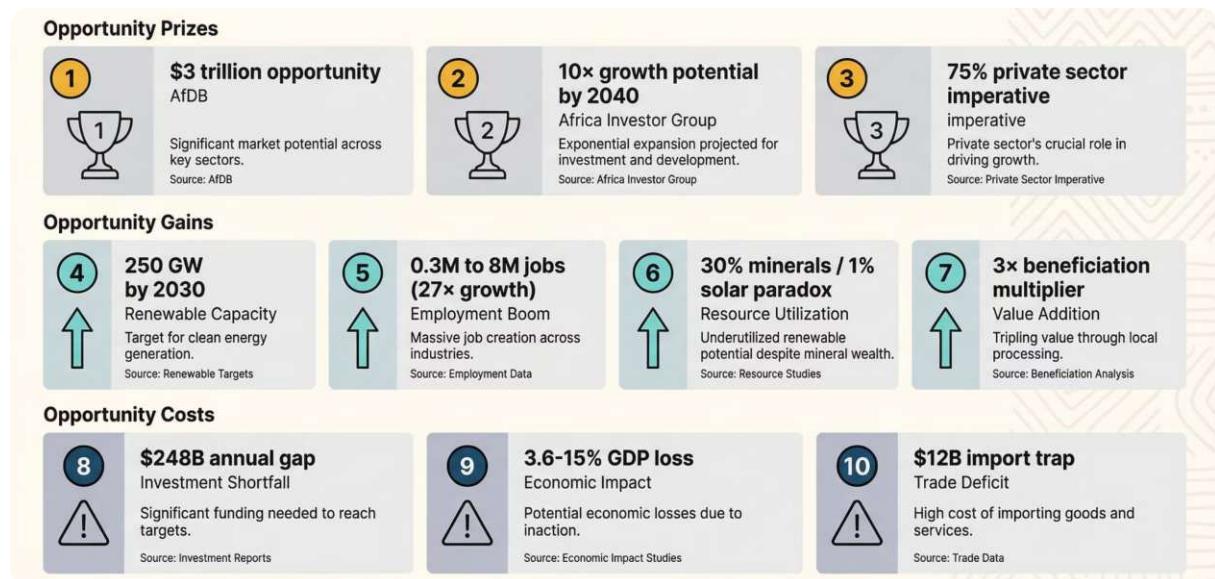 Opportunity Prizes
1
1
$3 trillion opportunity
AfDB
Significant market potential across
key sectors.
Source: AfDB
2
2
10× growth potential
by 2040
Africa Investor Group
Exponential expansion projected for
investment and development.
Source: Africa Investor Group
3
3
75% private sector
imperative
imperative
Private sector's crucial role in
driving growth.
Source: Private Sector Imperative
Opportunity Gains
4
250 GW
by 2030
Renewable Capacity
Target for clean energy
generation.
Source: Renewable Targets
5
0.3M to 8M jobs
(27× growth)
Employment Boom
Massive job creation across
industries.
Source: Employment Data
6
30% minerals / 1%
solar paradox
Resource Utilization
Underutilized renewable
potential despite mineral wealth.
Source: Resource Studies
7
3× beneficiation
multiplier
Value Addition
Tripling value through local
processing.
Source: Beneficiation Analysis
Opportunity Costs
8
!
$248B annual gap
Investment Shortfall
Significant funding needed to reach
targets.
Source: Investment Reports
9
!
3.6-15% GDP loss
Economic Impact
Potential economic losses due to
inaction.
Source: Economic Impact Studies
10
!
$12B import trap
Trade Deficit
High cost of importing goods and
services.
Source: Trade Data